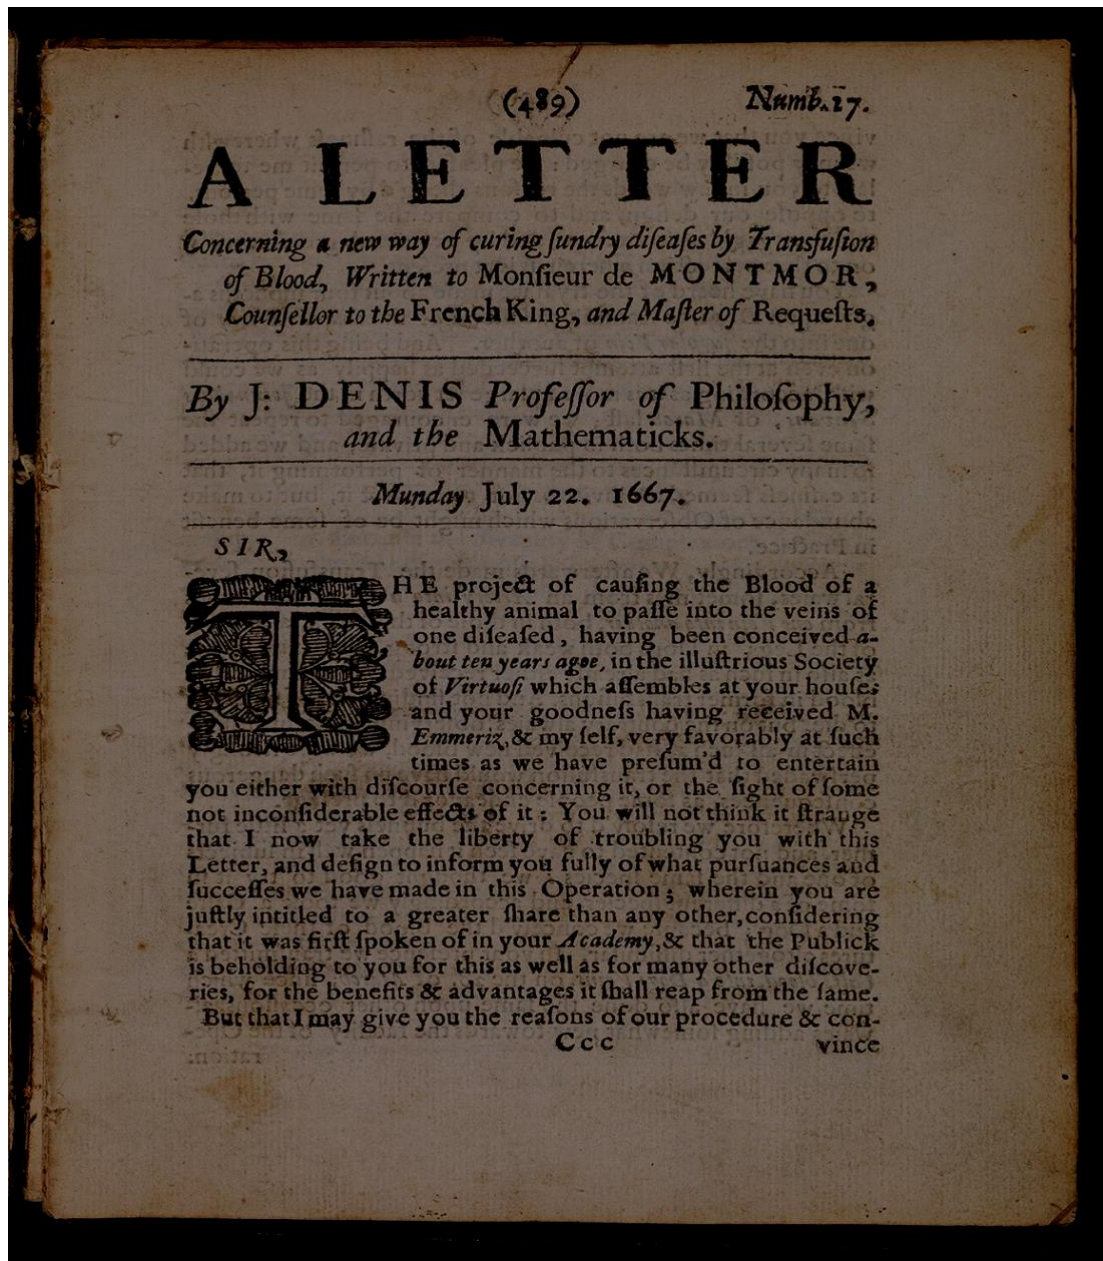 (489) Numb. 27.
A LETTER
Concerning a new way of curing ſundry diſeaſes by Transfuſion
of Blood, Written to Monſieur de MONTMOR,
Counſellor to the French King, and Maſter of Requeſts.
By J: DENIS Profeſſor of Philoſophy,
and the Mathematicks.
Munday July 22. 1667.
SIR,
THE project of cauſing the Blood of a
healthy animal to paſſe into the veins of
one diſeaſed, having been conceived a-
bout ten years agoe, in the illuſtrious Society
of Virtuoſi which aſſembles at your houſe;
and your goodneſs having received M.
Emmeriz, & my ſelf, very favorably at ſuch
times as we have preſum'd to entertain
you either with diſcourſe concerning it, or the ſight of ſome
not inconſiderable effects of it: You will not think it ſtrange
that I now take the liberty of troubling you with this
Letter, and deſign to inform you fully of what purſuances and
ſucceſſes we have made in this Operation; wherein you are
juſtly intitled to a greater ſhare than any other, conſidering
that it was firſt ſpoken of in your Academy, & that the Publick
is beholding to you for this as well as for many other diſcove-
ries, for the benefits & advantages it ſhall reap from the ſame.
But that I may give you the reaſons of our procedure & con-
Ccc vince